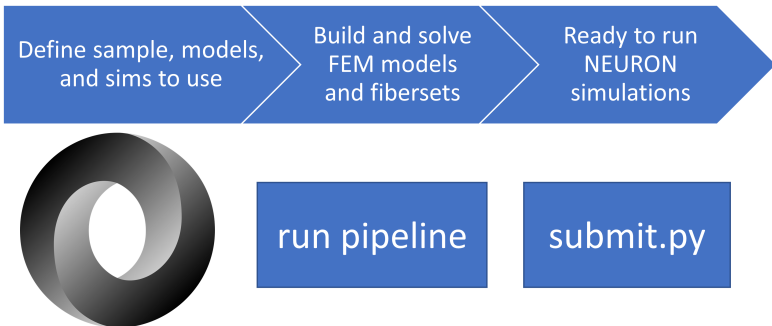 Define sample, models,
and sims to use
Build and solve
FEM models
and fibersets
Ready to run
NEURON
simulations
run pipeline
submit.py